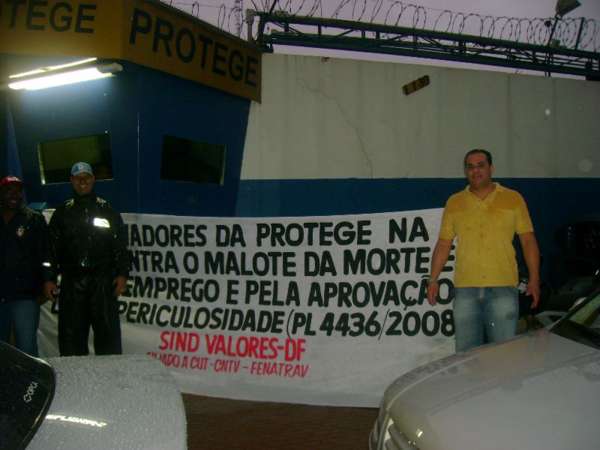 PROTEGE
PROTEGE
ADORES DA PROTEGE NA
NTRA O MALOTE DA MORTE E
EMPREGO E PELA APROVAÇÃO
PERICULOSIDADE (PL 4436/2008
SIND VALORES-DF
A CUT-CNTV-FENATRAV